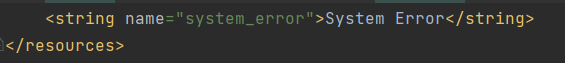 <string name="system_error">System Error</string>
</resources>